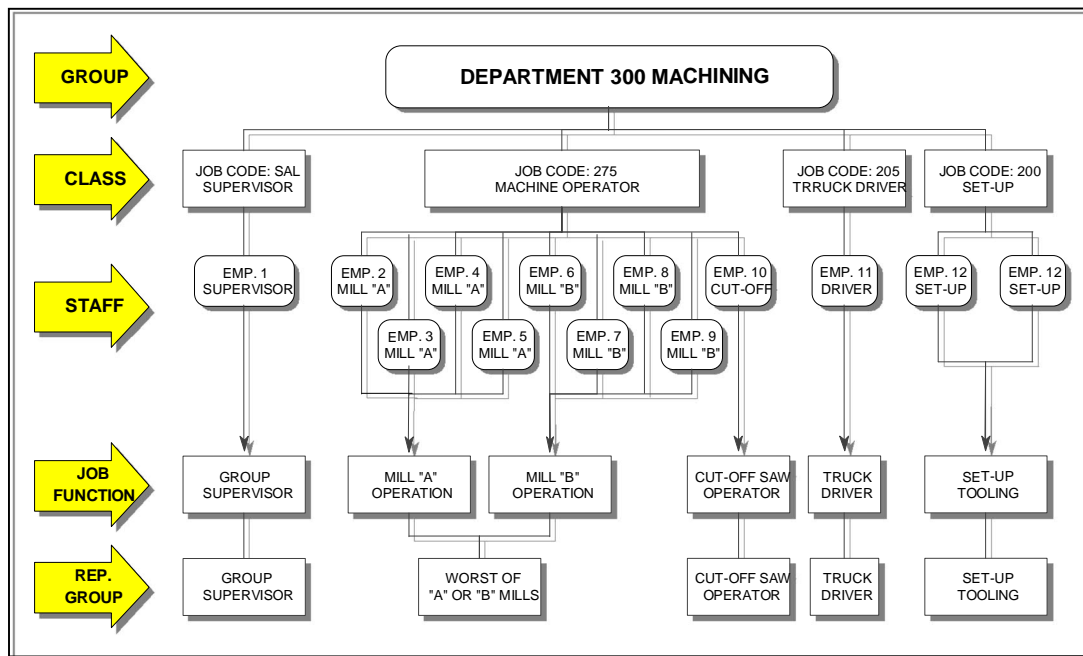 GROUP
DEPARTMENT 300 MACHINING
CLASS
JOB CODE: SAL
SUPERVISOR
JOB CODE: 275
MACHINE OPERATOR
JOB CODE: 205
TRRUCK DRIVER
JOB CODE: 200
SET-UP
STAFF
EMP. 1
SUPERVISOR
EMP. 2
MILL "A"
EMP. 4
MILL "A"
EMP. 6
MILL "B"
EMP. 8
MILL "B"
EMP. 10
CUT-OFF
EMP. 11
DRIVER
EMP. 12
SET-UP
EMP. 12
SET-UP
EMP. 3
MILL "A"
EMP. 5
MILL "A"
EMP. 7
MILL "B"
EMP. 9
MILL "B"
JOB
FUNCTION
GROUP
SUPERVISOR
MILL "A"
OPERATION
MILL "B"
OPERATION
CUT-OFF SAW
OPERATOR
TRUCK
DRIVER
SET-UP
TOOLING
REP.
GROUP
GROUP
SUPERVISOR
WORST OF
"A" OR "B" MILLS
CUT-OFF SAW
OPERATOR
TRUCK
DRIVER
SET-UP
TOOLING